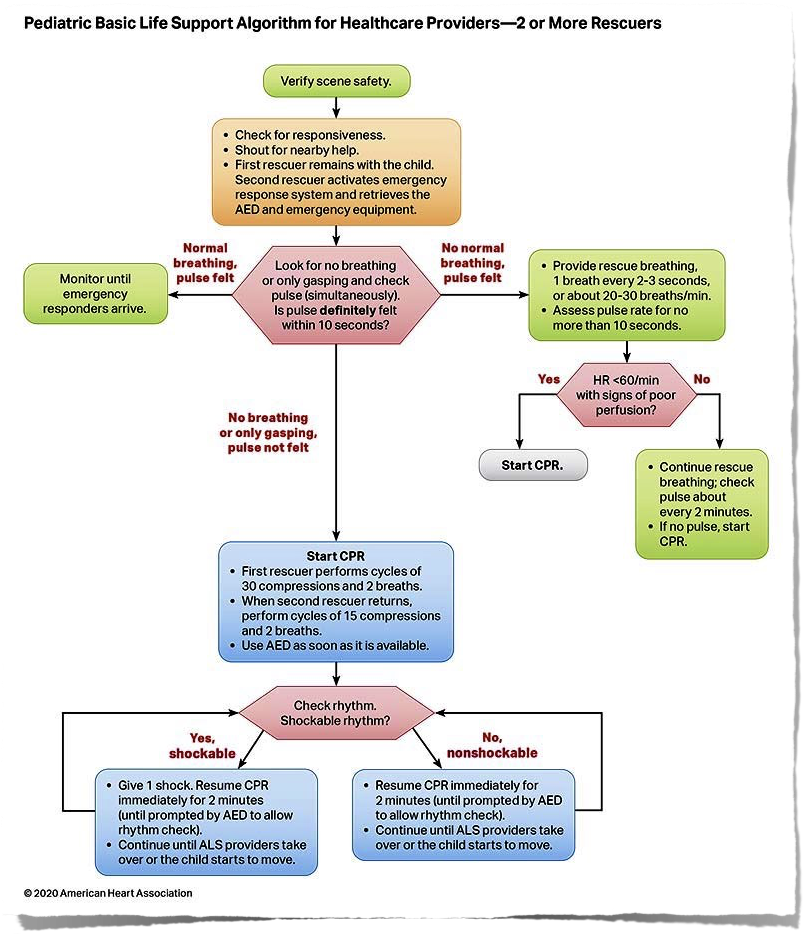 Pediatric Basic Life Support Algorithm for Healthcare Providers—2 or More Rescuers
Verify scene safety.
• Check for responsiveness.
• Shout for nearby help.
• First rescuer remains with the child.
Second rescuer activates emergency
response system and retrieves the
AED and emergency equipment.
Normal
breathing,
pulse felt
No normal
breathing,
pulse felt
Monitor until
emergency
responders arrive.
Look for no breathing
or only gasping and check
pulse (simultaneously).
Is pulse definitely felt
within 10 seconds?
• Provide rescue breathing,
1 breath every 2-3 seconds,
or about 20-30 breaths/min.
• Assess pulse rate for no
more than 10 seconds.
Yes
HR <60/min
with signs of poor
perfusion?
No
No breathing
or only gasping,
pulse not felt
Start CPR.
• Continue rescue
breathing; check
pulse about
every 2 minutes.
• If no pulse, start
CPR.
Start CPR
• First rescuer performs cycles of
30 compressions and 2 breaths.
• When second rescuer returns,
perform cycles of 15 compressions
and 2 breaths.
• Use AED as soon as it is available.
Check rhythm.
Shockable rhythm?
Yes,
shockable
No,
nonshockable
• Give 1 shock. Resume CPR
immediately for 2 minutes
(until prompted by AED to allow
rhythm check).
• Continue until ALS providers take
over or the child starts to move.
• Resume CPR immediately for
2 minutes (until prompted by AED
to allow rhythm check).
• Continue until ALS providers take
over or the child starts to move.
© 2020 American Heart Association